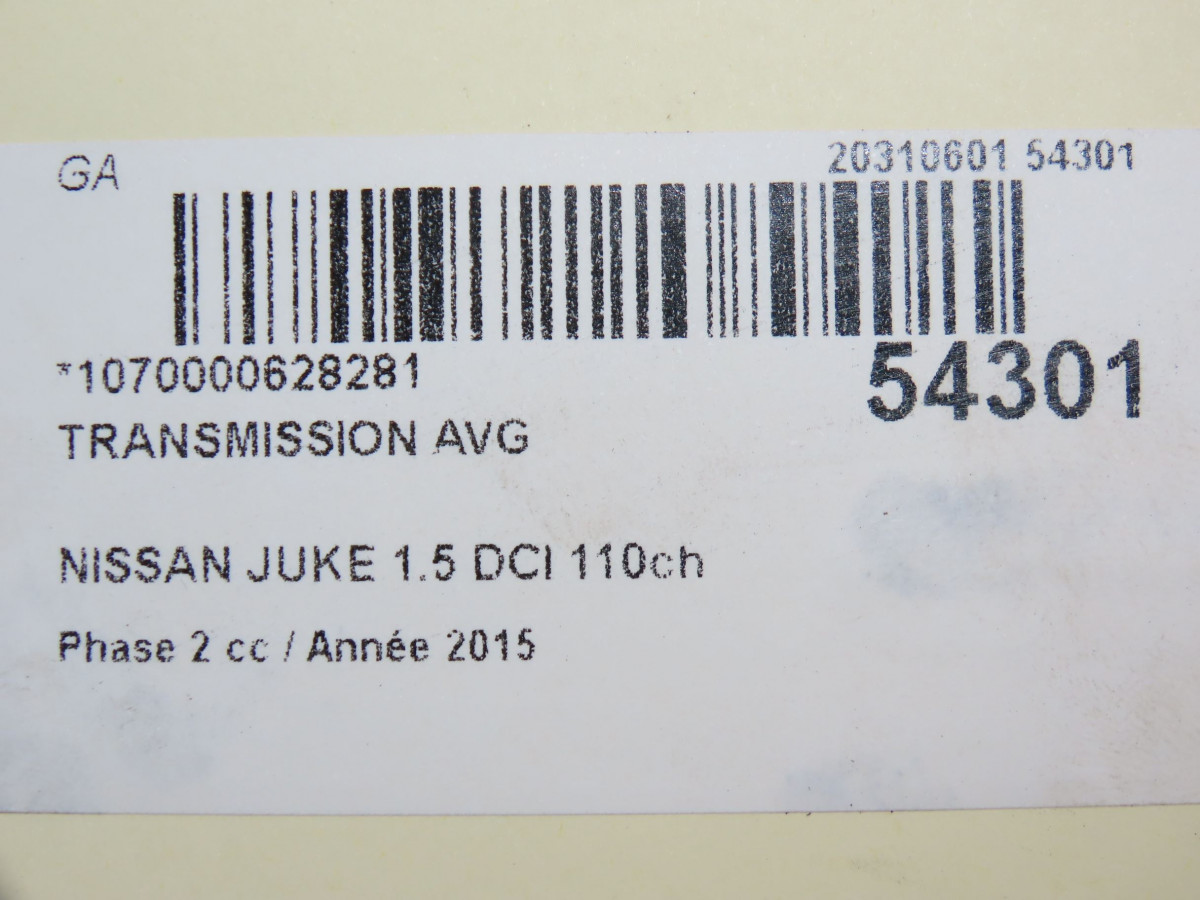 GA
20310601 54301
*1070000628281
54301
TRANSMISSION AVG
NISSAN JUKE 1.5 DCI 110ch
Phase 2 cc / Année 2015